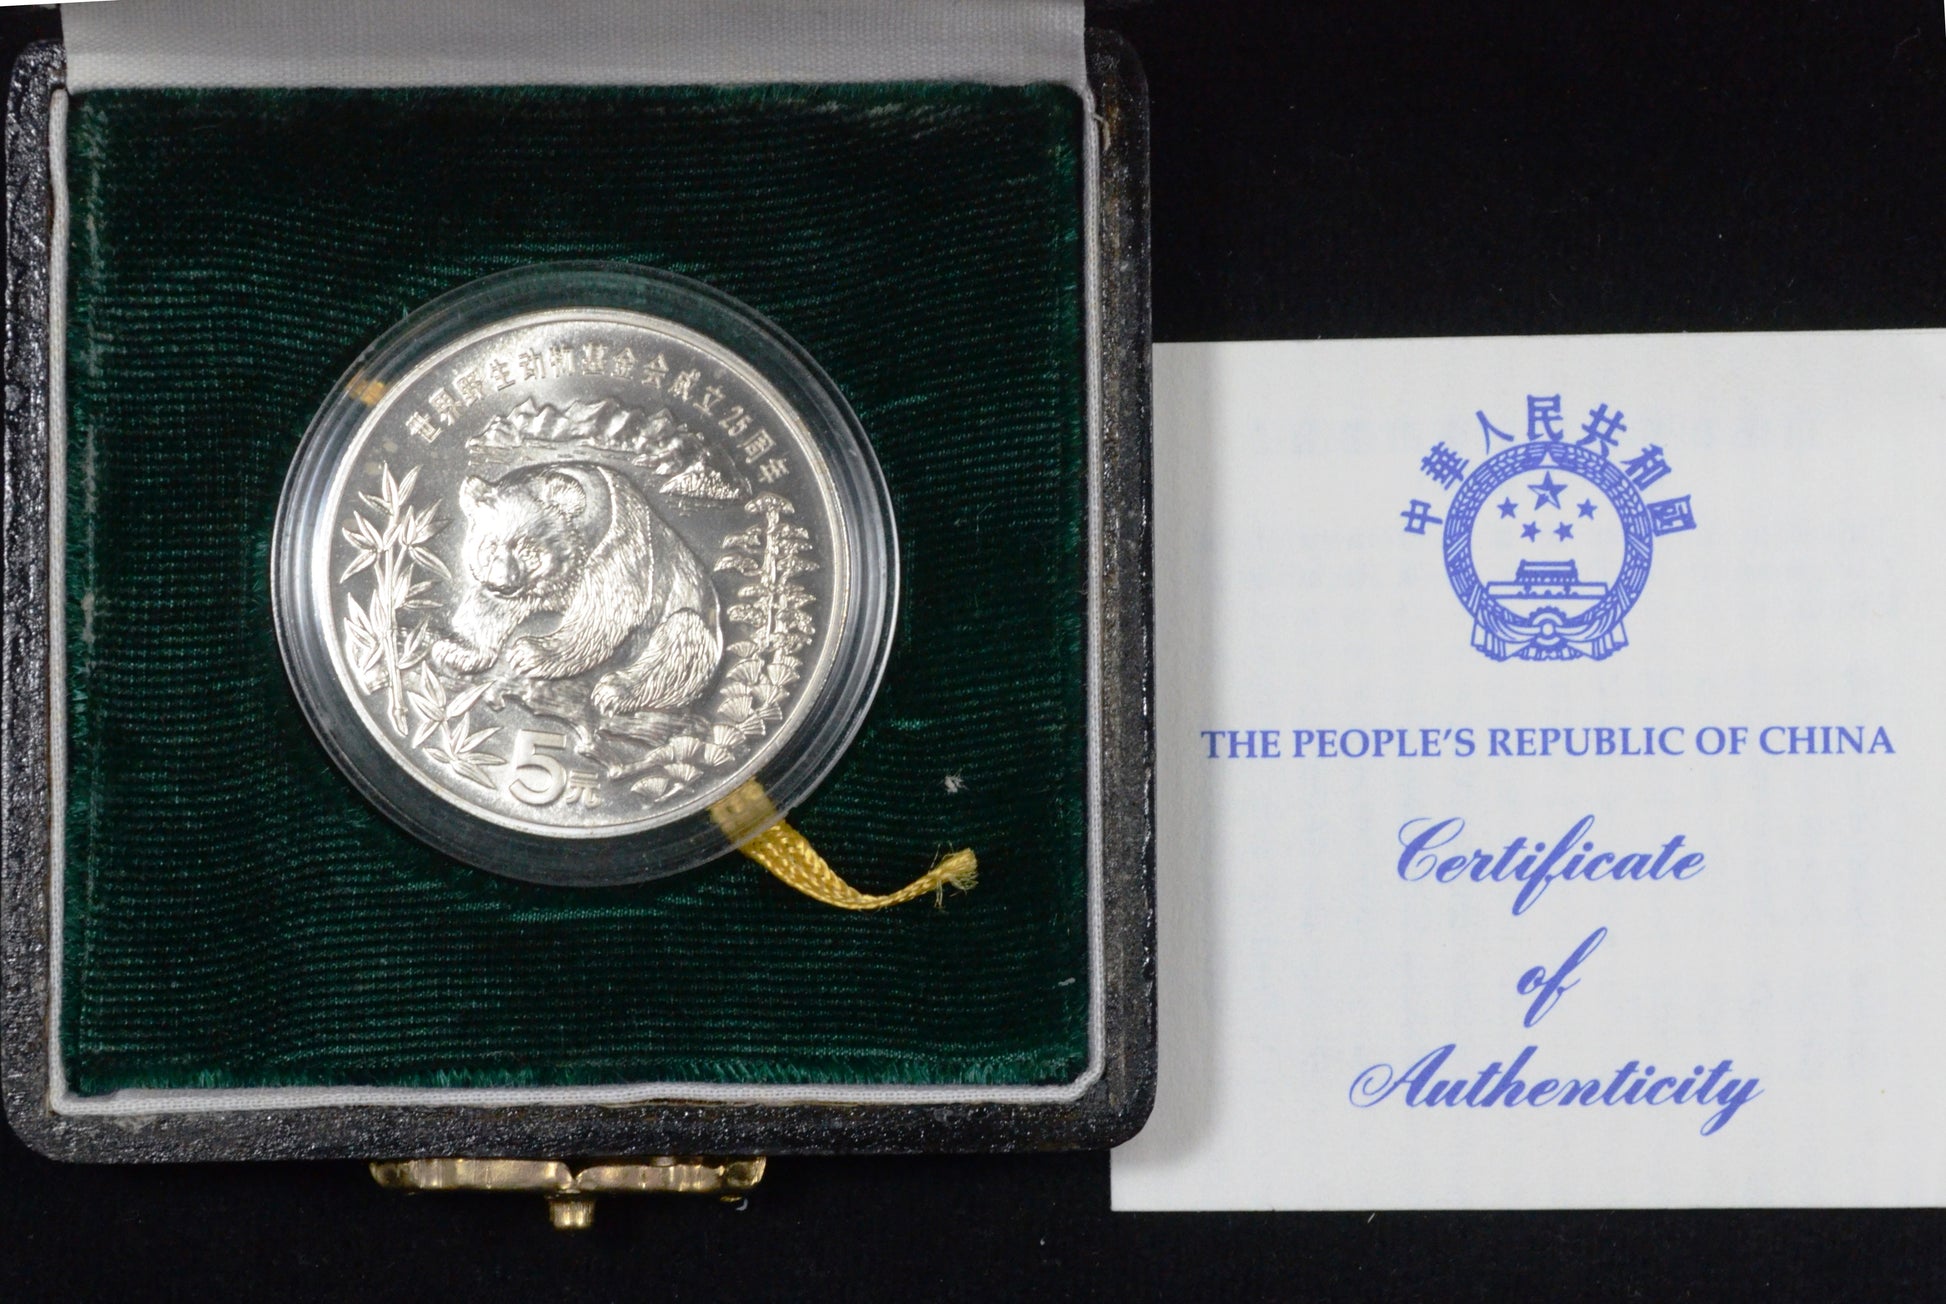 世界野生动物基金会成立25周年
5元
中華人民共和國
THE PEOPLE'S REPUBLIC OF CHINA
Certificate
of
Authenticity